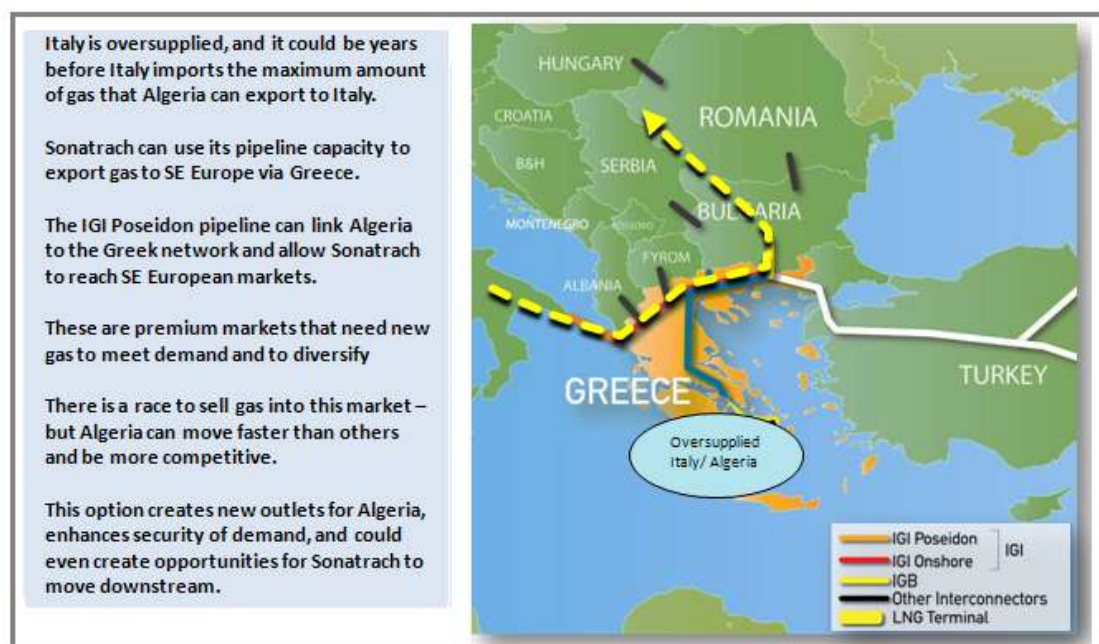 Italy is oversupplied, and it could be years
before Italy imports the maximum amount
of gas that Algeria can export to Italy.
Sonatrach can use its pipeline capacity to
export gas to SE Europe via Greece.
The IGI Poseidon pipeline can link Algeria
to the Greek network and allow Sonatrach
to reach SE European markets.
These are premium markets that need new
gas to meet demand and to diversify
There is a race to sell gas into this market –
but Algeria can move faster than others
and be more competitive.
This option creates new outlets for Algeria,
enhances security of demand, and could
even create opportunities for Sonatrach to
move downstream.
HUNGARY
CROATIA
ROMANIA
B&H
SERBIA
MONTENEGRO
KOSOVO
BULGARIA
FYROM
ALBANIA
GREECE
TURKEY
Oversupplied
Italy/ Algeria
IGI Poseidon
IGI
IGI Onshore
IGB
Other Interconnectors
LNG Terminal